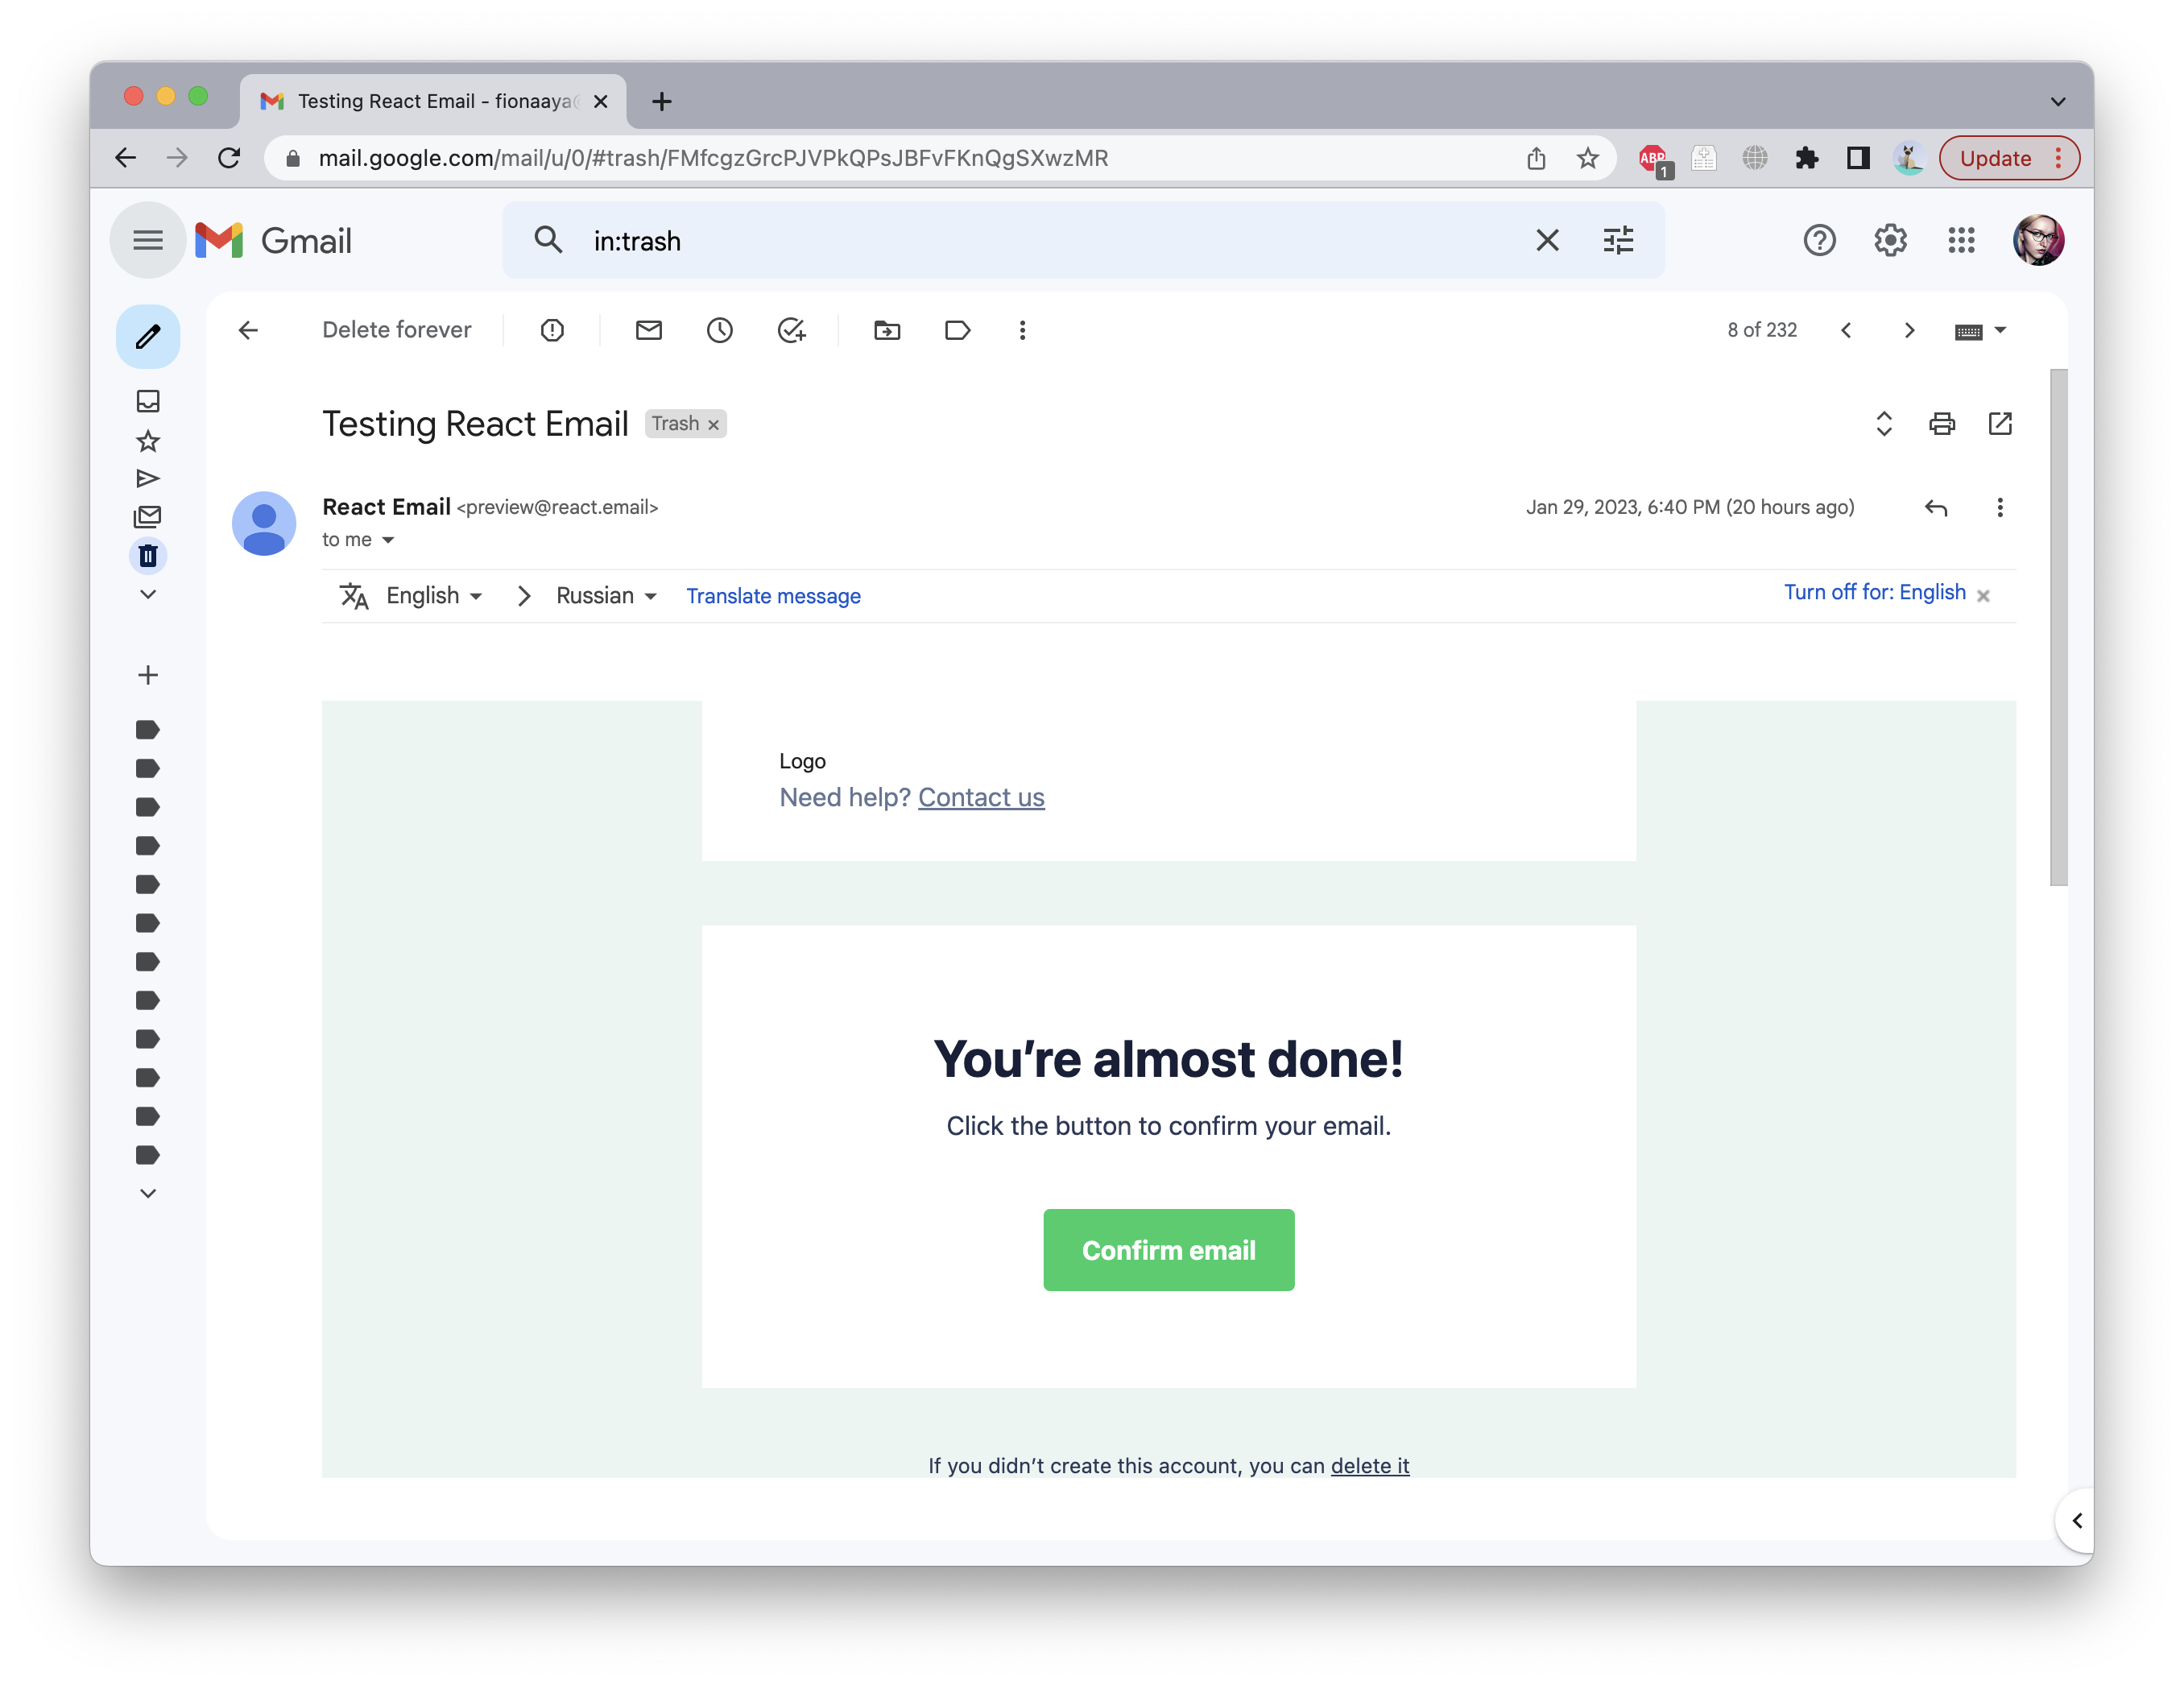 Testing React Email - fionaaya@
mail.google.com/mail/u/0/#trash/FMfcgzGrcPJVPkQPsJBFvFKnQgSXwzMR
ABP
1
Update
Gmail
in:trash
Delete forever
8 of 232
Testing React Email
Trash ×
React Email <preview@react.email>
Jan 29, 2023, 6:40 PM (20 hours ago)
to me
English
Russian
Translate message
Turn off for: English ×
Logo
Need help? Contact us
You’re almost done!
Click the button to confirm your email.
Confirm email
If you didn’t create this account, you can delete it